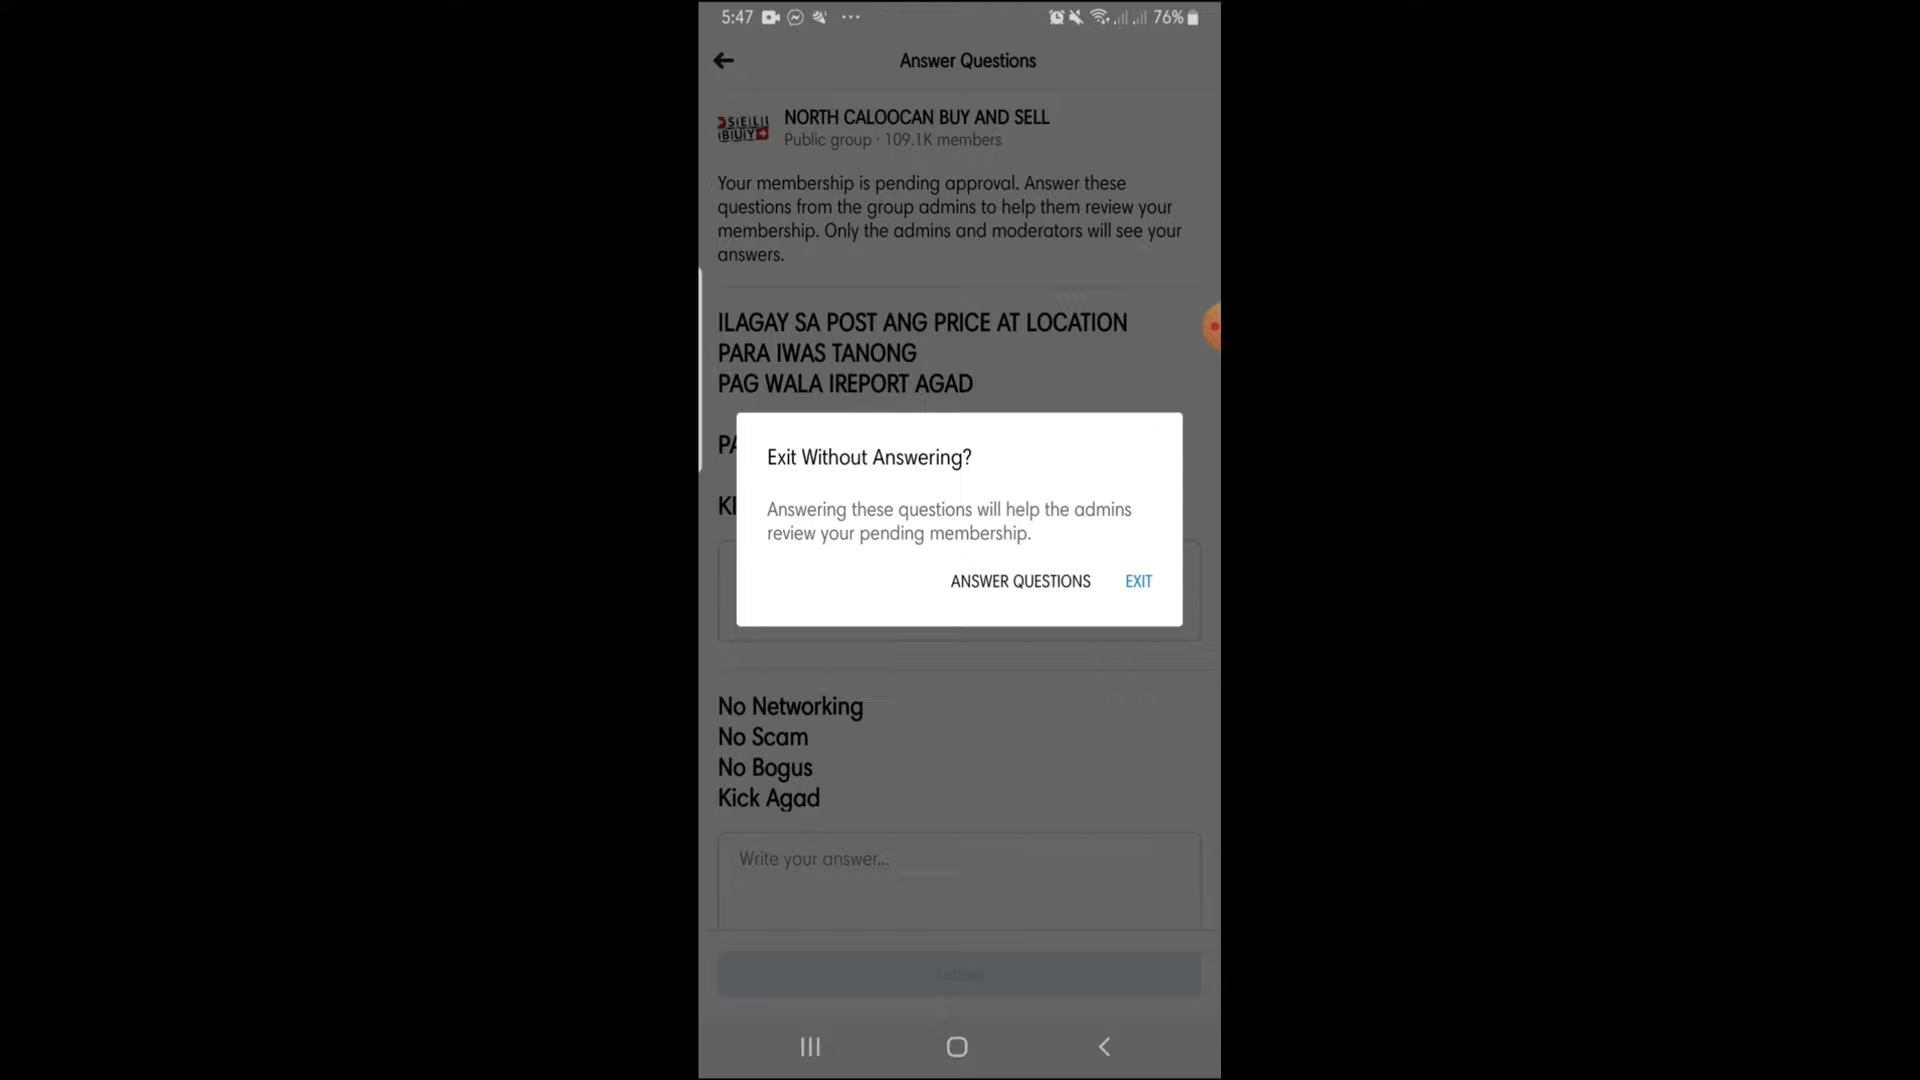 5:47
76%
Answer Questions
SELL
BUY
NORTH CALOOCAN BUY AND SELL
Public group · 109.1K members
Your membership is pending approval. Answer these
questions from the group admins to help them review your
membership. Only the admins and moderators will see your
answers.
ILAGAY SA POST ANG PRICE AT LOCATION
PARA IWAS TANONG
PAG WALA IREPORT AGAD
Exit Without Answering?
Answering these questions will help the admins
review your pending membership.
ANSWER QUESTIONS EXIT
No Networking
No Scam
No Bogus
Kick Agad
Write your answer...